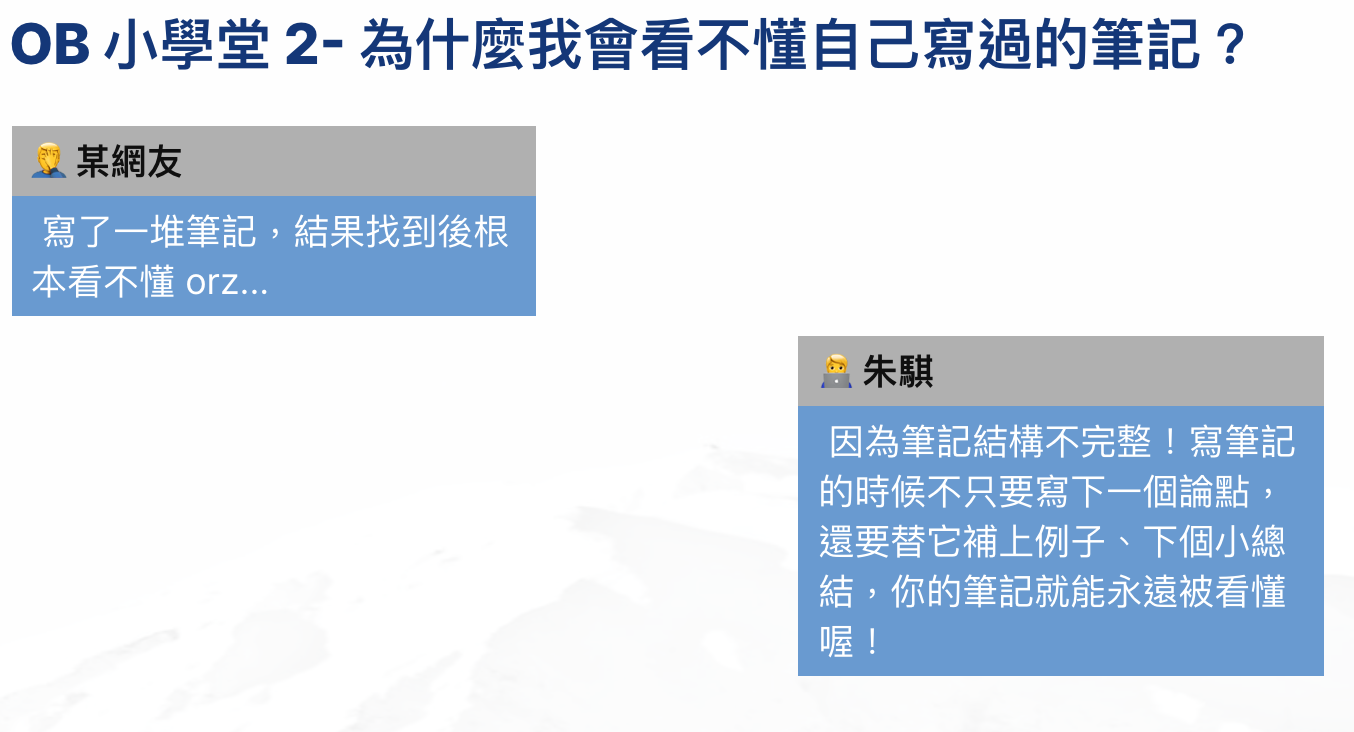 OB 小學堂 2- 為什麼我會看不懂自己寫過的筆記？
🤦‍♂️ 某網友
寫了一堆筆記，結果找到後根
本看不懂 orz...
👨‍💻 朱騏
因為筆記結構不完整！寫筆記
的時候不只要寫下一個論點，
還要替它補上例子、下個小總
結，你的筆記就能永遠被看懂
喔！